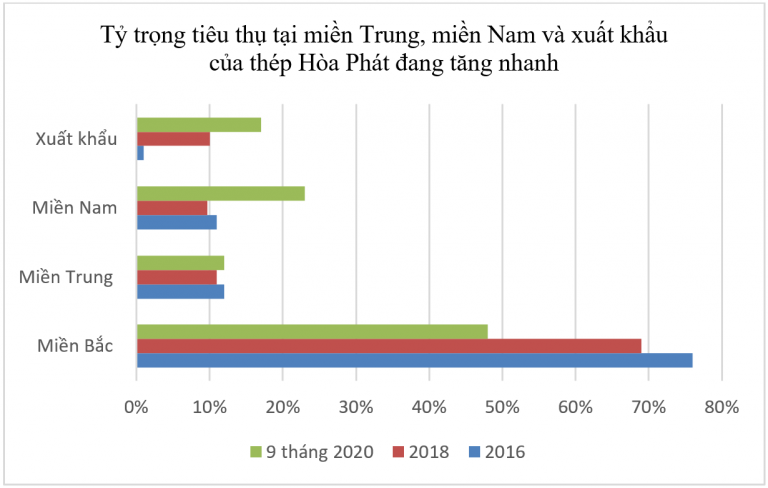 Tỷ trọng tiêu thụ tại miền Trung, miền Nam và xuất khẩu
của thép Hòa Phát đang tăng nhanh
Xuất khẩu
Miền Nam
Miền Trung
Miền Bắc
0% 10% 20% 30% 40% 50% 60% 70% 80%
9 tháng 2020 2018 2016